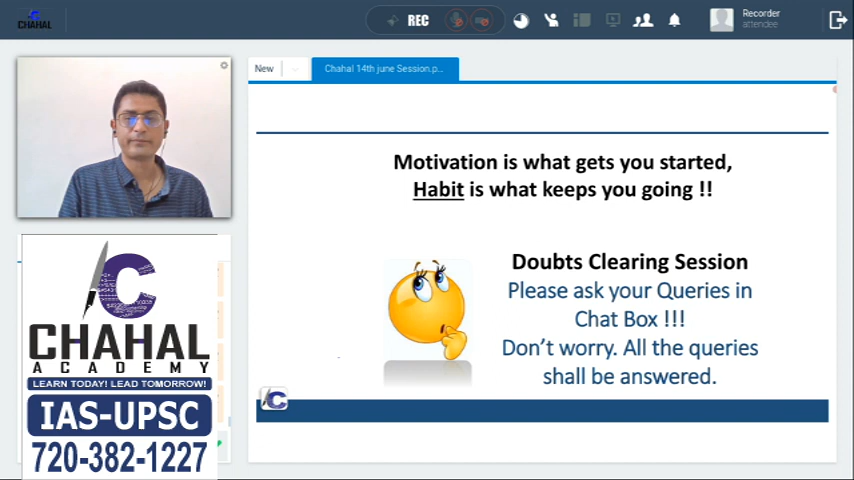 CHAHAL
REC
Recorder
attendee
New
Chahal 14th june Session.p...
Motivation is what gets you started,
Habit is what keeps you going !!
Doubts Clearing Session
Please ask your Queries in
Chat Box !!!
Don't worry. All the queries
shall be answered.
CHAHAL
ACADEMY
LEARN TODAY! LEAD TOMORROW!
IAS-UPSC
720-382-1227